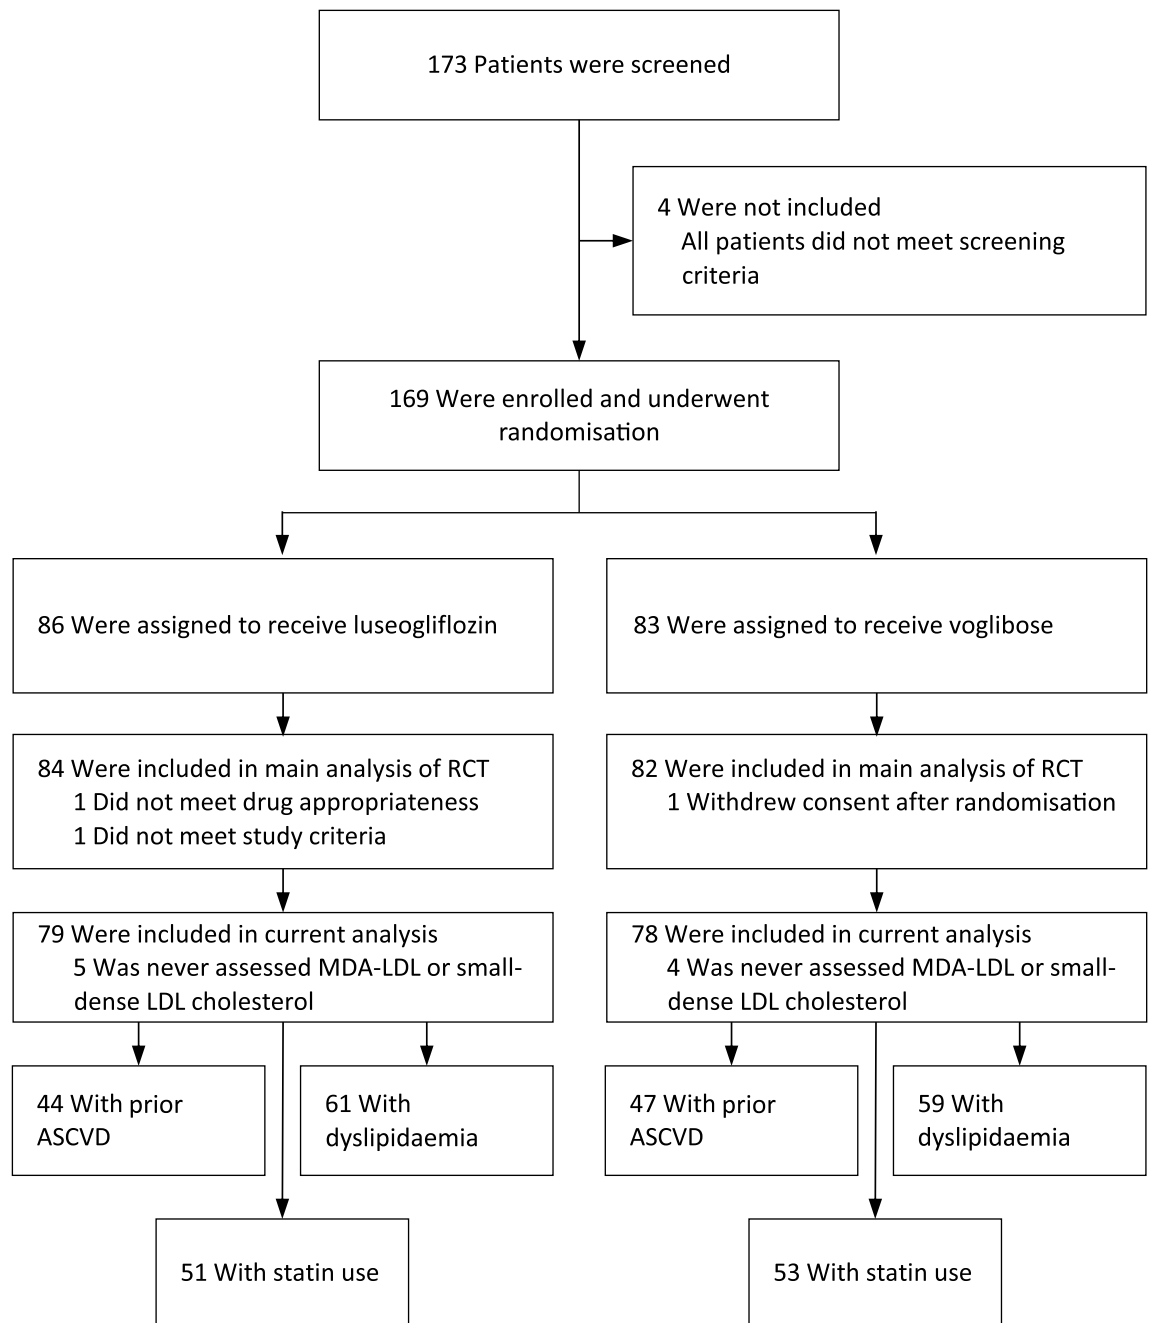 173 Patients were screened
4 Were not included
All patients did not meet screening
criteria
169 Were enrolled and underwent
randomisation
86 Were assigned to receive luseogliflozin
83 Were assigned to receive voglibose
84 Were included in main analysis of RCT
1 Did not meet drug appropriateness
1 Did not meet study criteria
82 Were included in main analysis of RCT
1 Withdrew consent after randomisation
79 Were included in current analysis
5 Was never assessed MDA-LDL or small-
dense LDL cholesterol
78 Were included in current analysis
4 Was never assessed MDA-LDL or small-
dense LDL cholesterol
44 With prior
ASCVD
61 With
dyslipidaemia
47 With prior
ASCVD
59 With
dyslipidaemia
51 With statin use
53 With statin use